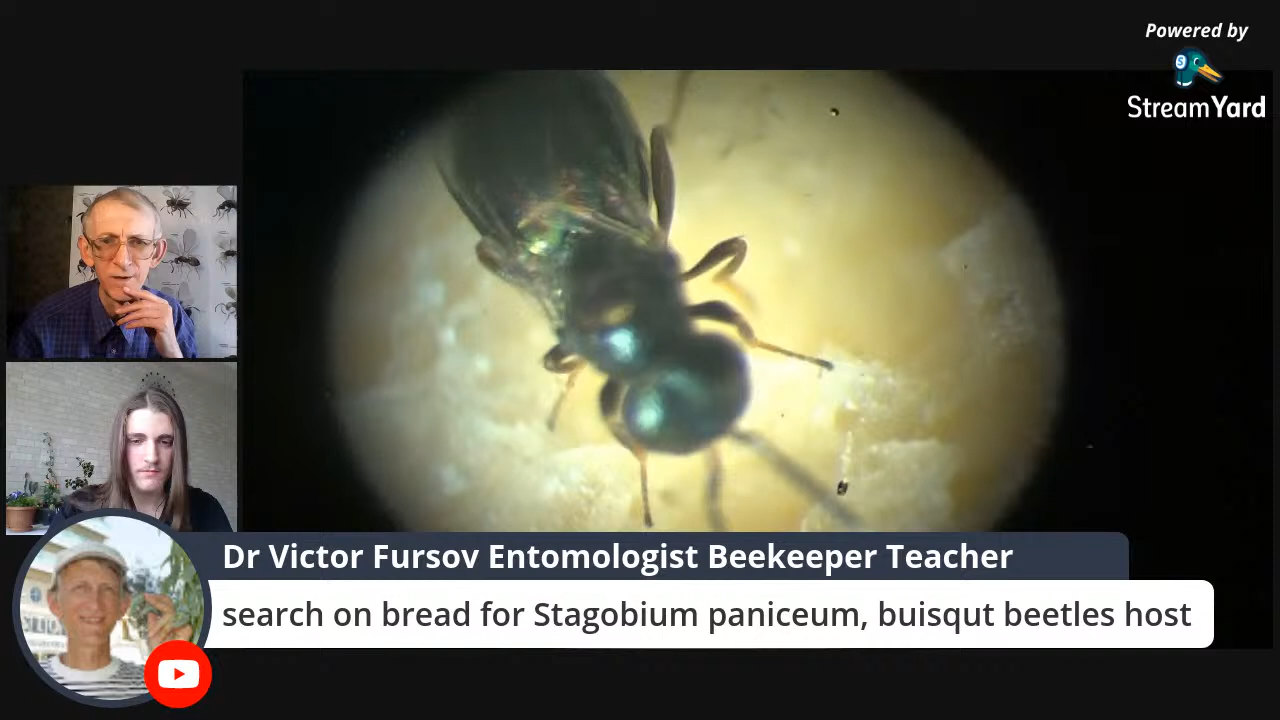 Powered by
StreamYard
Dr Victor Fursov Entomologist Beekeeper Teacher
search on bread for Stagobium paniceum, buisqut beetles host